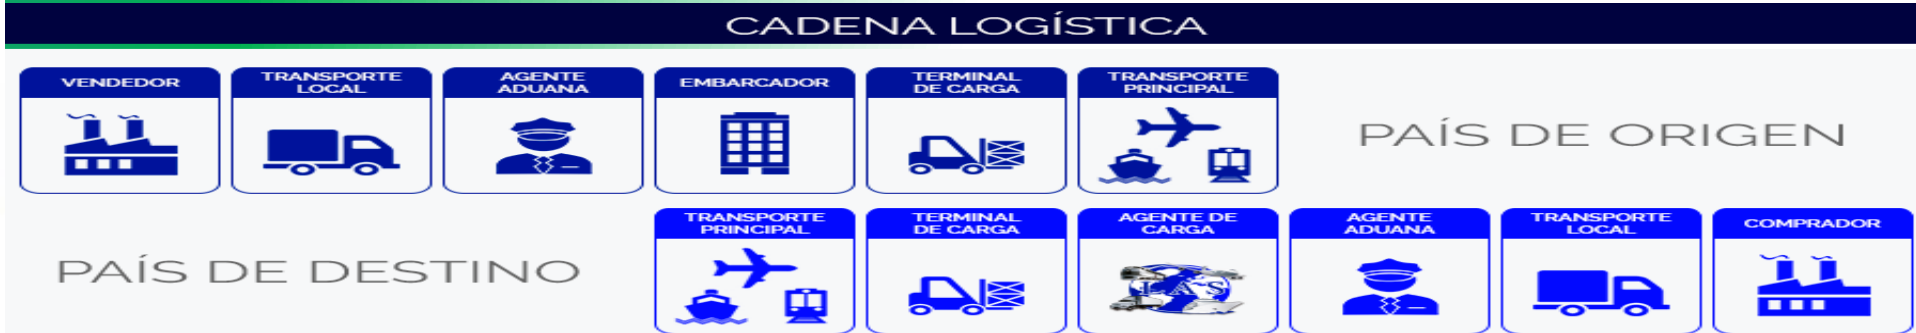 CADENA LOGÍSTICA
VENDEDOR
TRANSPORTE
LOCAL
AGENTE
ADUANA
EMBARCADOR
TERMINAL
DE CARGA
TRANSPORTE
PRINCIPAL
PAÍS DE ORIGEN
PAÍS DE DESTINO
TRANSPORTE
PRINCIPAL
TERMINAL
DE CARGA
AGENTE DE
CARGA
AGENTE
ADUANA
TRANSPORTE
LOCAL
COMPRADOR